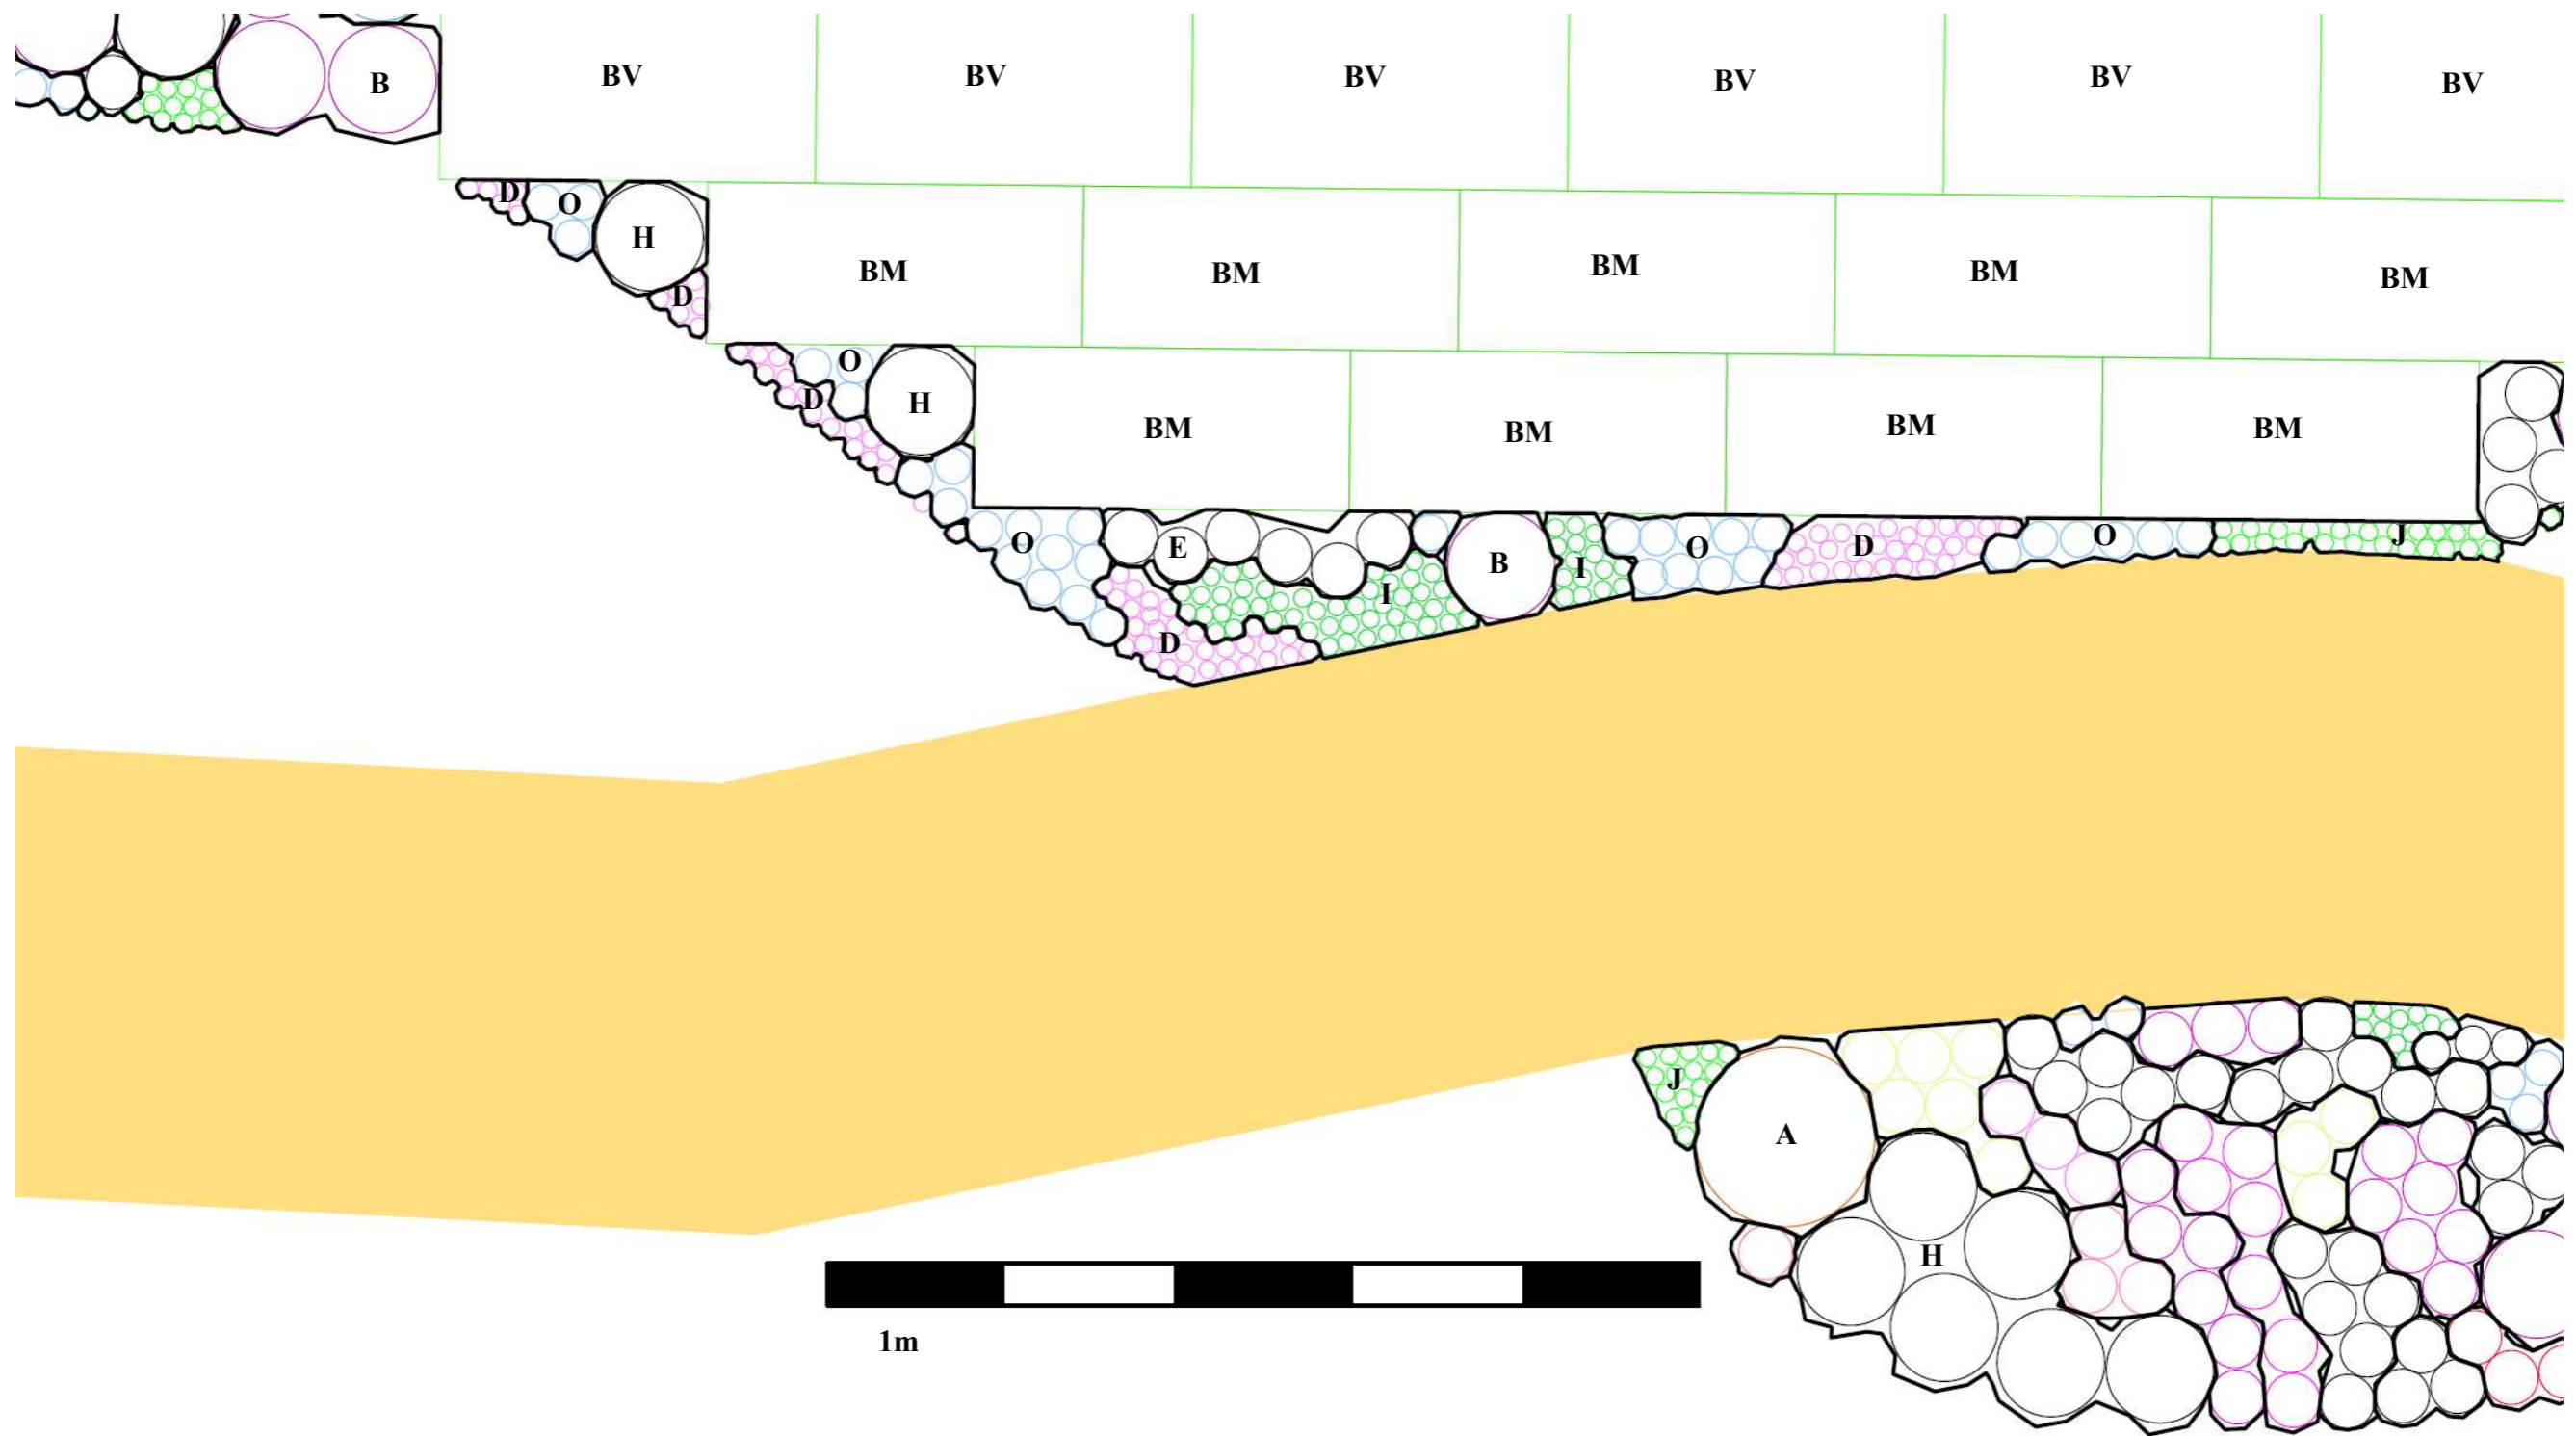 B BV BV BV BV BV BV
D O H
D BM BM BM BM BM
O
D H BM BM BM BM
O E I B I O D O J
D
J
A
H
1m